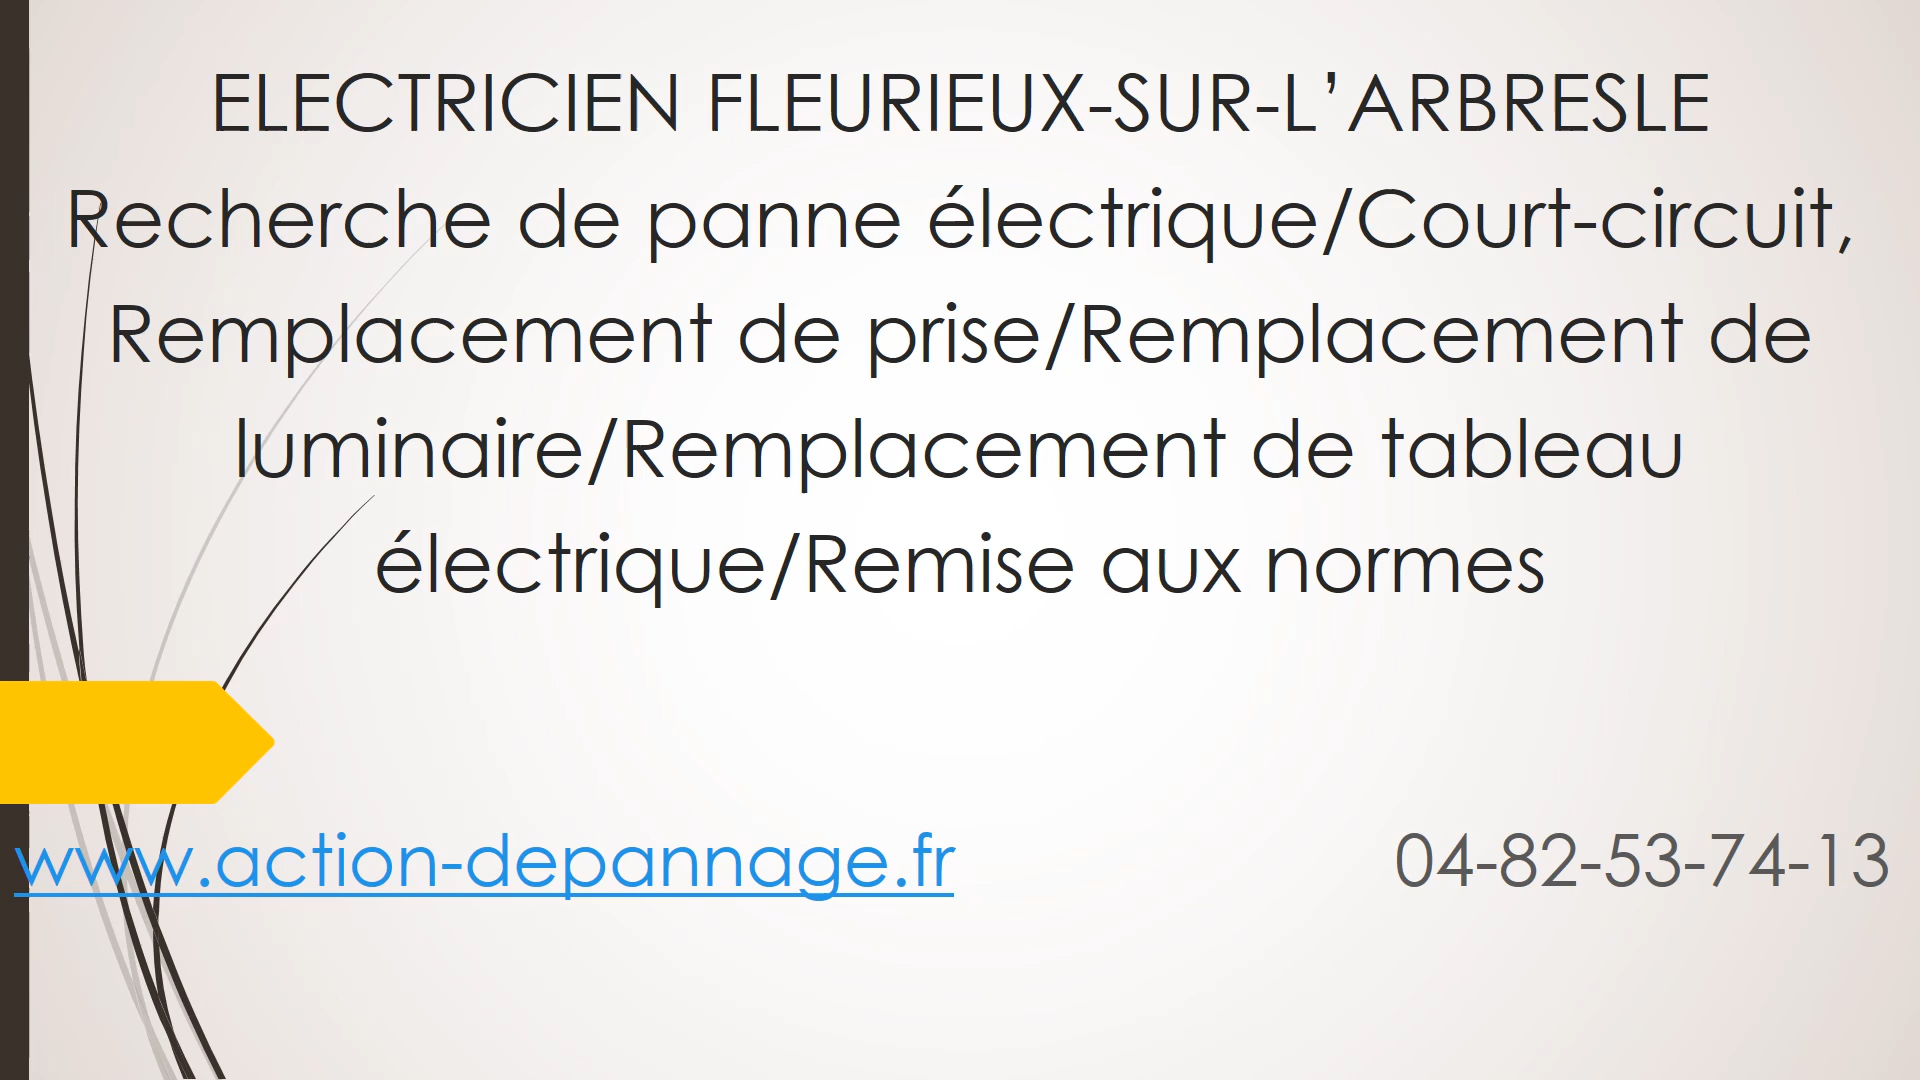 ELECTRICIEN FLEURIEUX-SUR-L’ARBRESLE
Recherche de panne électrique/Court-circuit,
Remplacement de prise/Remplacement de
luminaire/Remplacement de tableau
électrique/Remise aux normes
www.action-depannage.fr
04-82-53-74-13